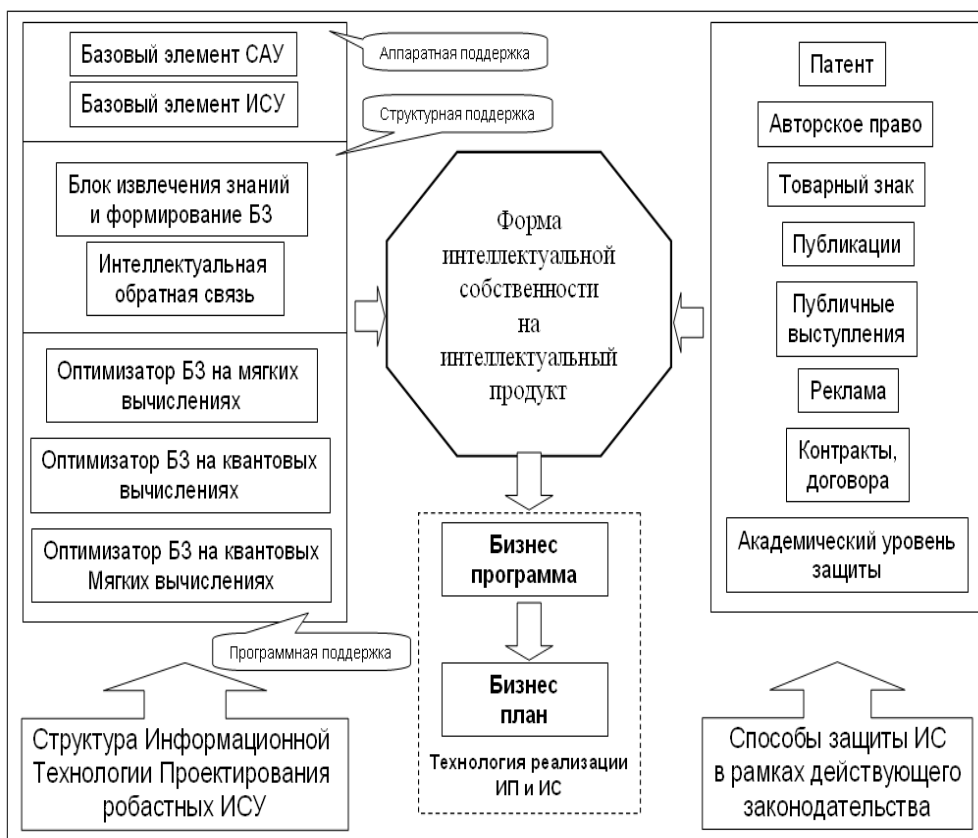 Базовый элемент САУ
Аппаратная поддержка
Базовый элемент ИСУ
Структурная поддержка
Блок извлечения знаний
и формирование БЗ
Интеллектуальная
обратная связь
Оптимизатор БЗ на мягких
вычислениях
Оптимизатор БЗ на квантовых
вычислениях
Оптимизатор БЗ на квантовых
Мягких вычислениях
Программная поддержка
Структура Информационной
Технологии Проектирования
робастных ИСУ
Форма
интеллектуальной
собственности
на
интеллектуальный
продукт
Бизнес
программа
Бизнес
план
Технология реализации
ИП и ИС
Патент
Авторское право
Товарный знак
Публикации
Публичные
выступления
Реклама
Контракты,
договора
Академический уровень
защиты
Способы защиты ИС
в рамках действующего
законодательства